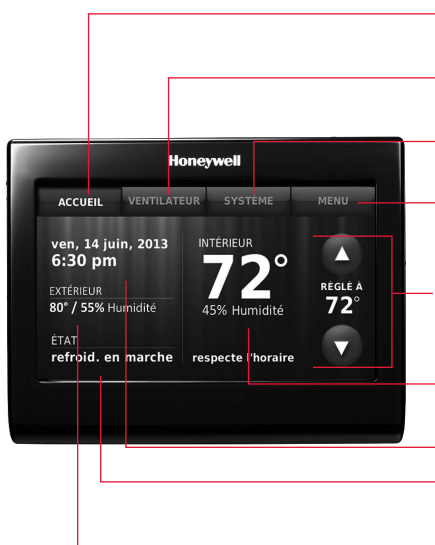 Honeywell
ACCUEIL VENTILATEUR SYSTÈME MENU
ven, 14 juin, 2013
6:30 pm
EXTÉRIEUR
80° / 55% Humidité
ÉTAT
refroid. en marche
INTÉRIEUR
72°
45% Humidité
respecte l'horaire
RÉGLÉ À
72°